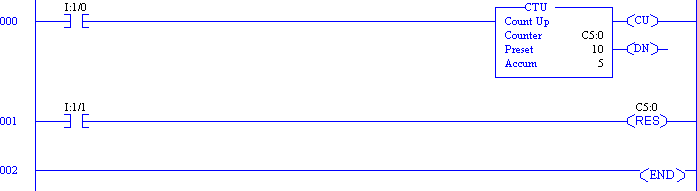 I:1/0
CTU
000
Count Up
CU
Counter C5:0
Preset 10
DN
Accum 5
I:1/1
C5:0
001
RES
002
END